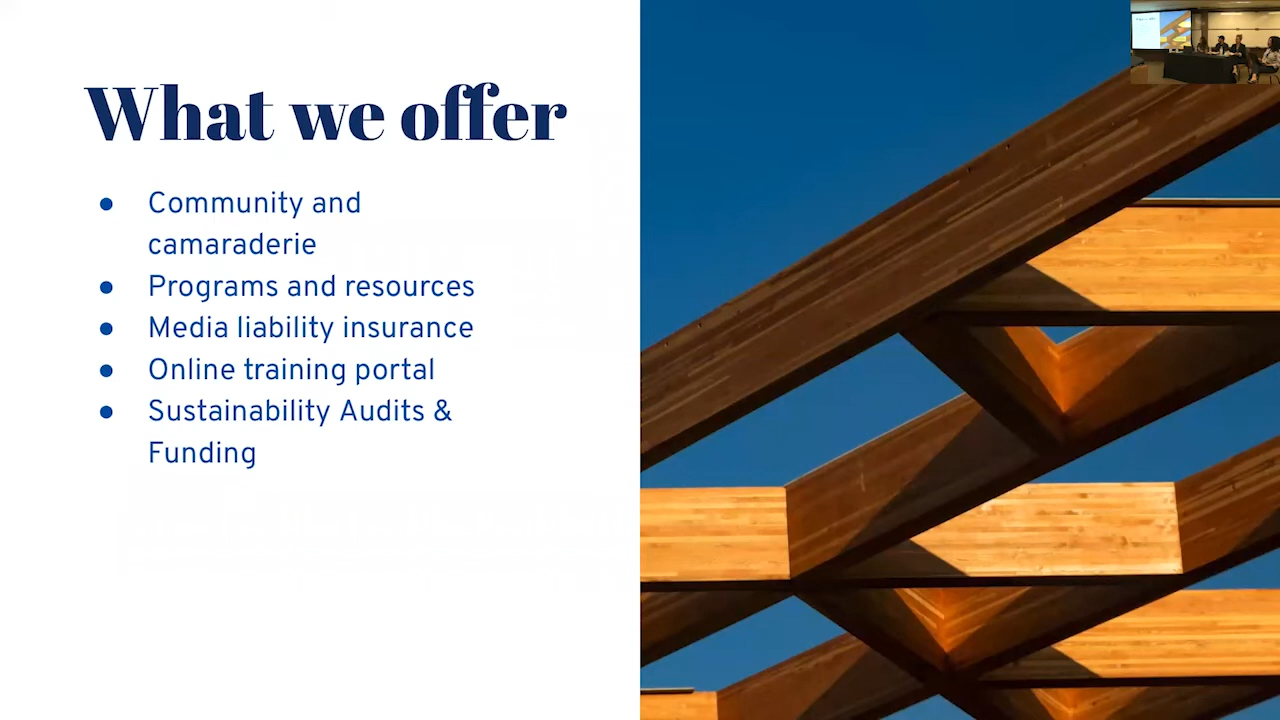 What we offer
● Community and
camaraderie
● Programs and resources
● Media liability insurance
● Online training portal
● Sustainability Audits &
Funding